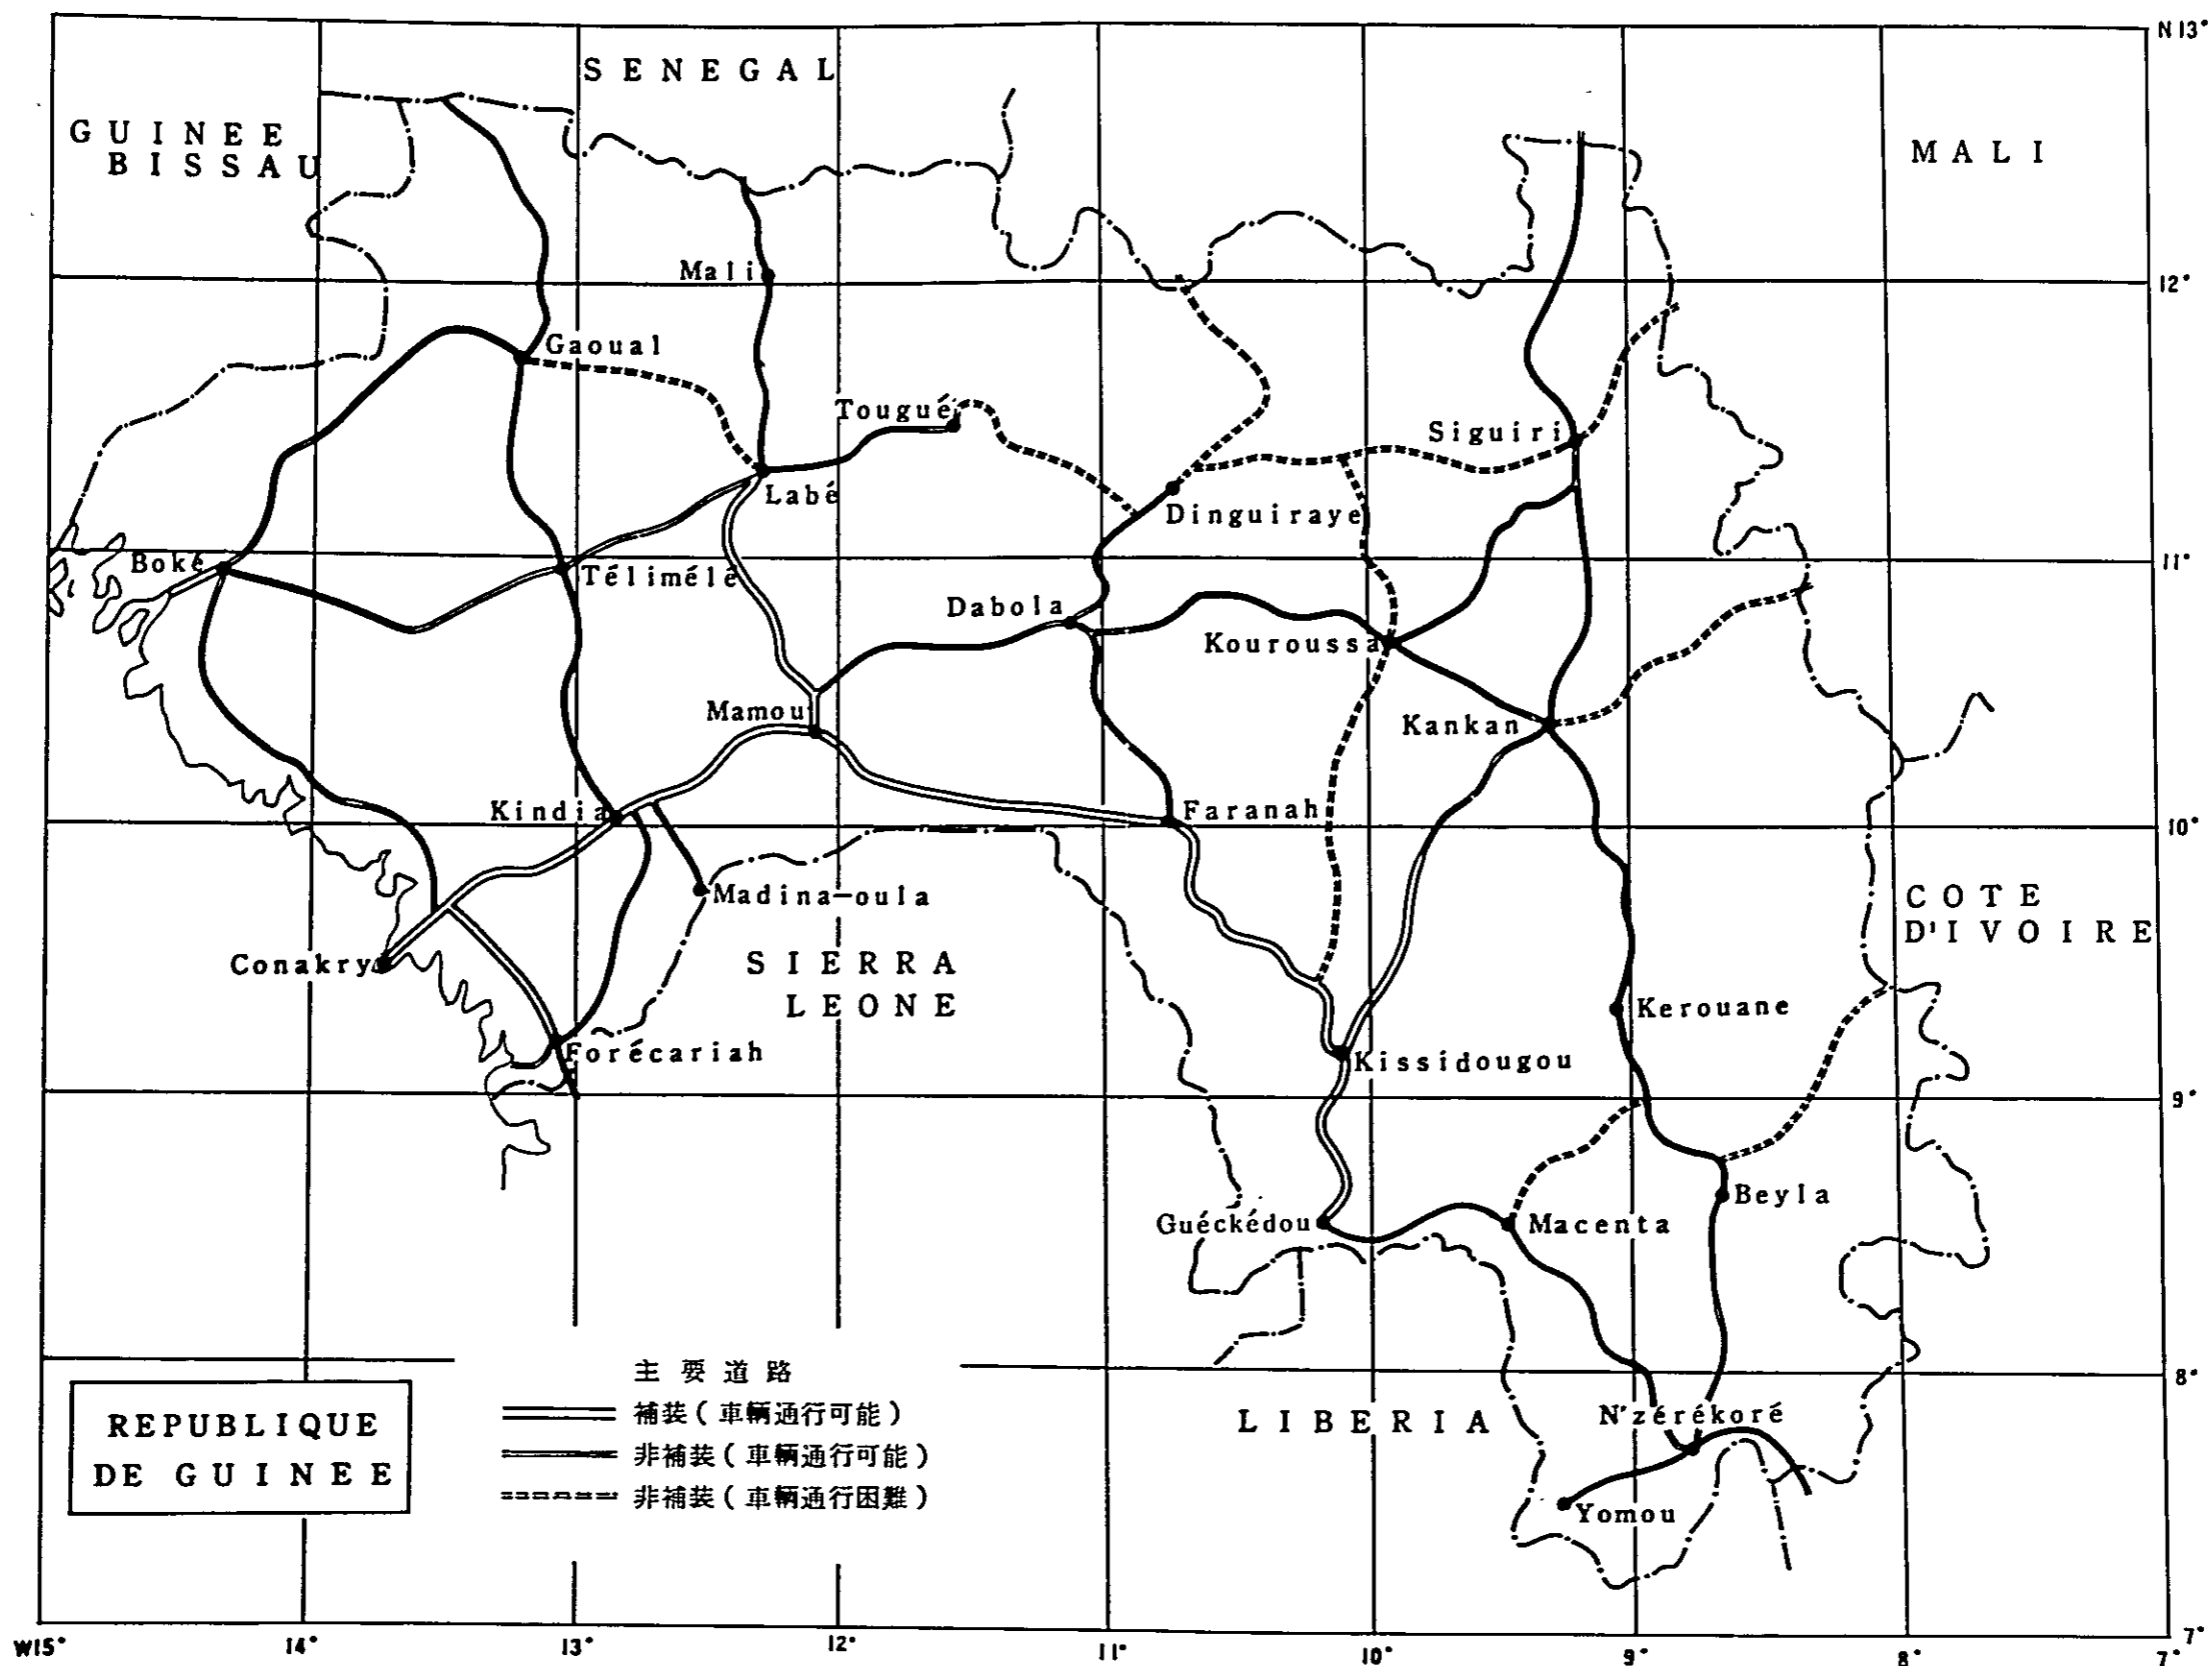 N13°
SENEGAL
GUINEE
BISSAU
MALI
Mali
12°
Gaoual
Tougué
Siguiri
Labé
Dinguiraye
Boké
Télimélé
11°
Dabola
Kouroussa
Mamou
Kankan
Kindia
Faranah
10°
Madina-oula
COTE
D'IVOIRE
Conakry
SIERRA
LEONE
Kerouane
Forécariah
Kissidougou
9°
Beyla
Guéckédou
Macenta
主要道路
8°
補装(車輌通行可能)
N'zérékoré
LIBERIA
REPUBLIQUE
DE GUINEE
非補装(車輌通行可能)
非補装(車輌通行困難)
Yomou
W15°
14°
13°
12°
11°
10°
9°
8°
7°
7°